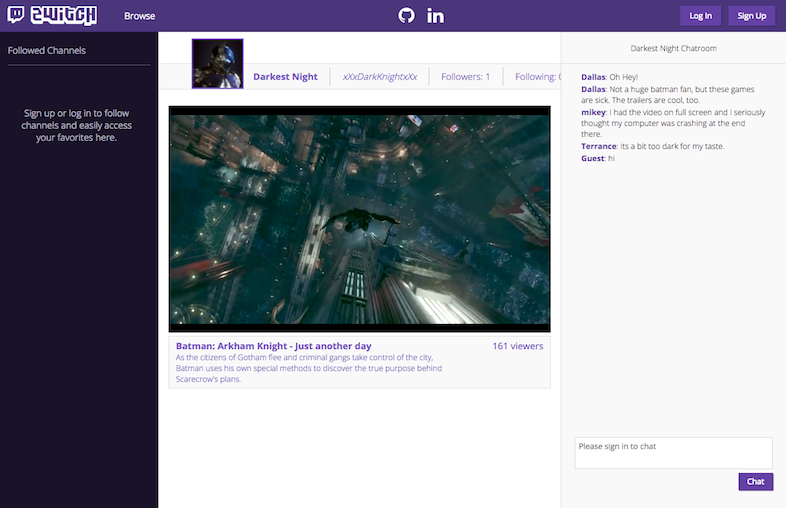 2WitCH
Browse
Log In
Sign Up
Followed Channels
Sign up or log in to follow
channels and easily access
your favorites here.
Darkest Night
xXxDarkKnightxXx
Followers: 1
Following: 0
Batman: Arkham Knight - Just another day
161 viewers
As the citizens of Gotham flee and criminal gangs take control of the city,
Batman uses his own special methods to discover the true purpose behind
Scarecrow's plans.
Darkest Night Chatroom
Dallas: Oh Hey!
Dallas: Not a huge batman fan, but these games
are sick. The trailers are cool, too.
mikey: i had the video on full screen and i seriously
thought my computer was crashing at the end
there.
Terrance: Its a bit too dark for my taste.
Guest: hi
Please sign in to chat
Chat